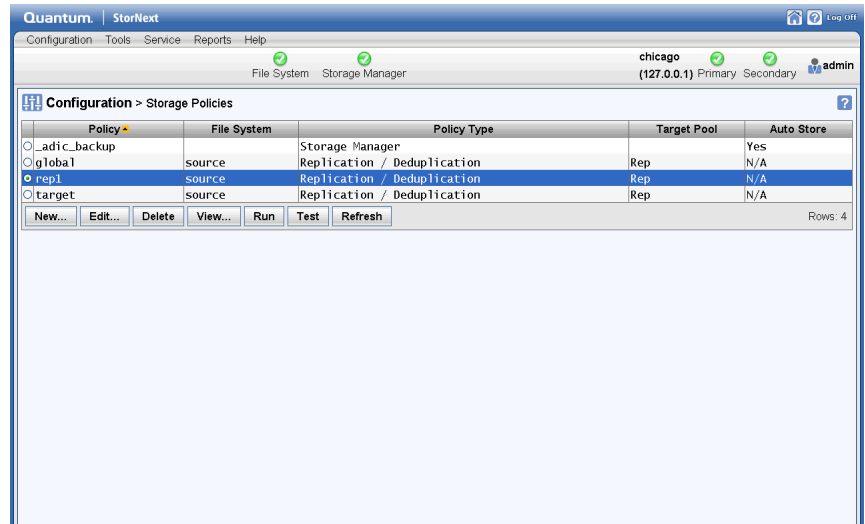 Quantum. StorNext Log Off
Configuration Tools Service Reports Help
File System Storage Manager chicago (127.0.0.1) Primary Secondary admin
Configuration > Storage Policies ?
Policy File System Policy Type Target Pool Auto Store
_adic_backup Storage Manager Yes
global source Replication / Deduplication Rep N/A
rep1 source Replication / Deduplication Rep N/A
target source Replication / Deduplication Rep N/A
New... Edit... Delete View... Run Test Refresh Rows: 4